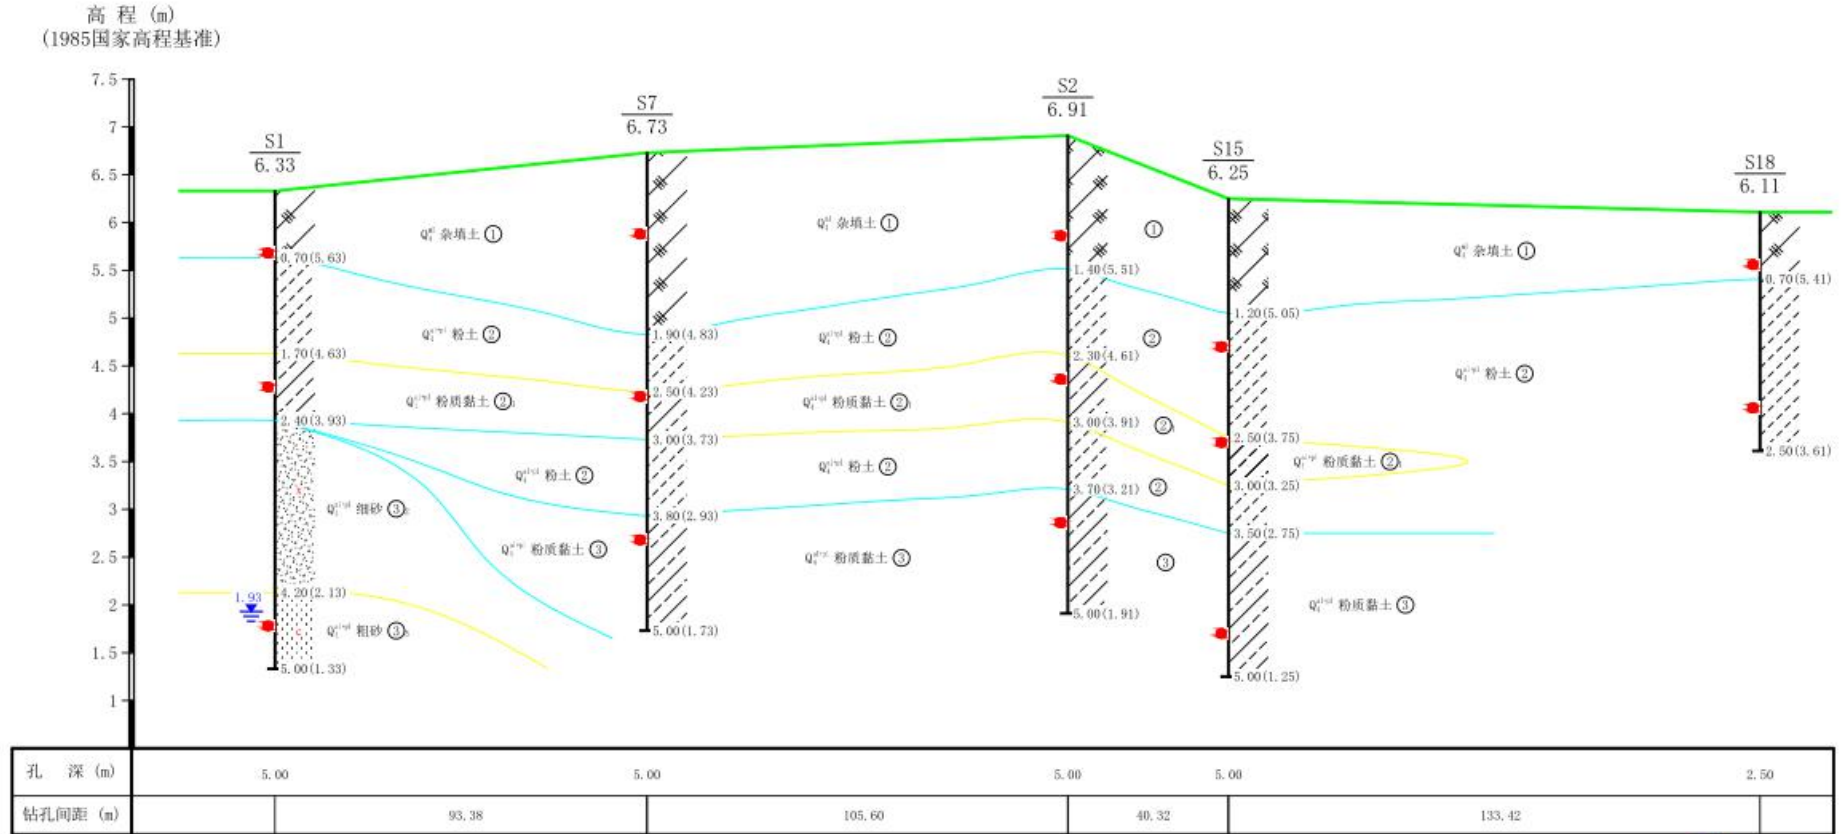 高 程 (m)
(1985国家高程基准)
7.5
7
6.5
6
5.5
5
4.5
4
3.5
3
2.5
2
1.5
1
S1
6.33
S7
6.73
S2
6.91
S15
6.25
S18
6.11
杂填土①
杂填土①
①
杂填土①
0.70(5.63)
1.90(4.83)
1.40(5.51)
1.20(5.05)
0.70(5.41)
粉土②
粉土②
②
粉土②
1.70(4.63)
2.50(4.23)
2.30(4.61)
2.50(3.75)
2.50(3.61)
粉质黏土②₁
粉质黏土②₁
②
粉质黏土②₁
2.40(3.93)
3.00(3.73)
3.00(3.91)
3.00(3.25)
粉土②
粉土②
②
细砂③
3.80(2.93)
3.70(3.21)
3.50(2.75)
粉质黏土③
粉质黏土③
③
粉质黏土③
4.20(2.13)
1.93
粗砂③
5.00(1.33)
5.00(1.73)
5.00(1.91)
5.00(1.25)
孔 深 (m)
5.00
5.00
5.00
5.00
2.50
钻孔间距 (m)
93.38
105.60
40.32
133.42